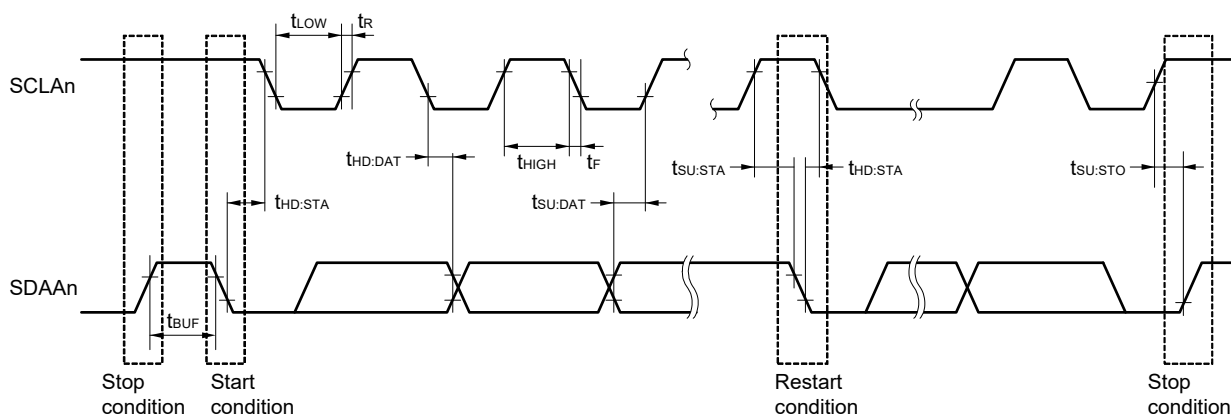 tLOW tR
SCLAn
tHD:DAT tHIGH tF tSU:STA tHD:STA tSU:STO
tHD:STA tSU:DAT
SDAAn
tBUF
Stop condition
Start condition
Restart condition
Stop condition